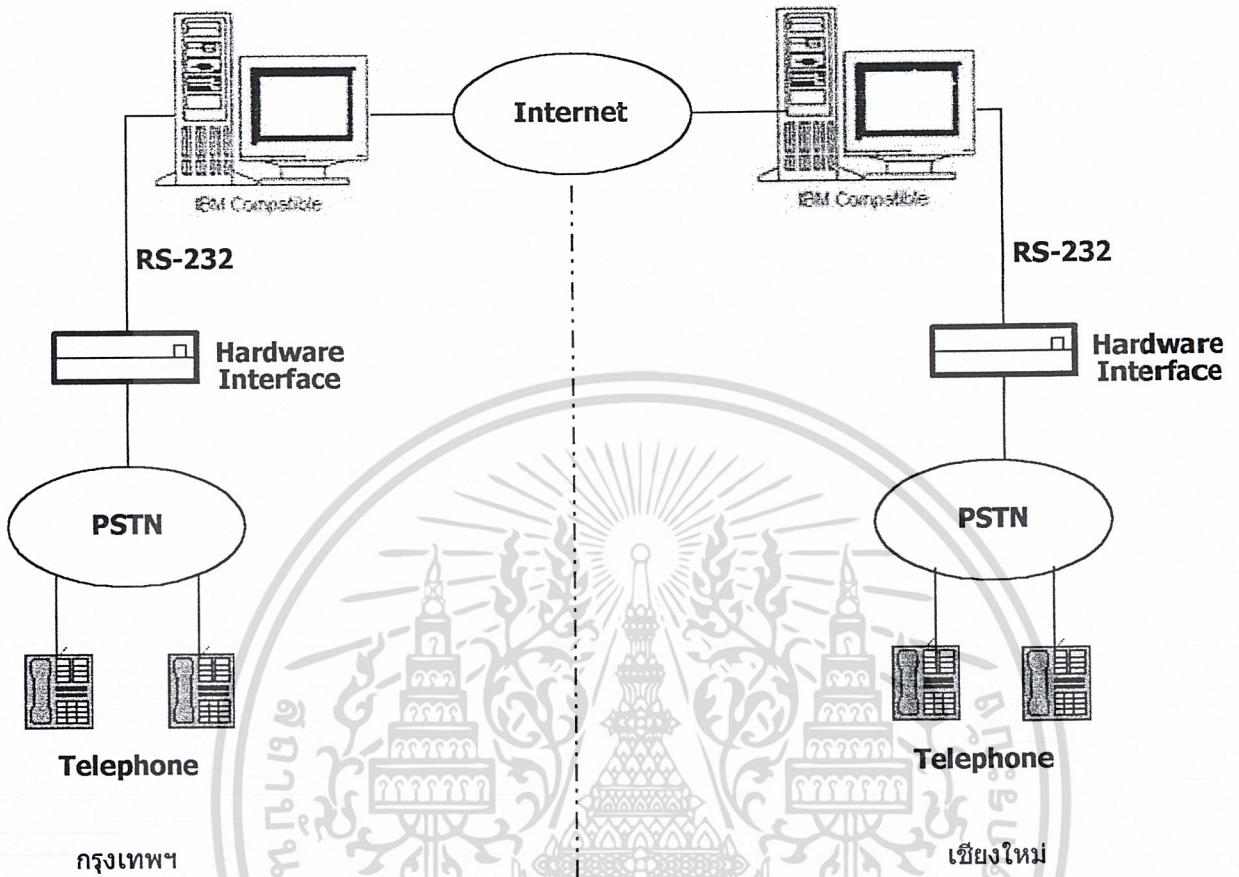 Internet
IBM Compatible
IBM Compatible
RS-232
RS-232
Hardware
Interface
Hardware
Interface
PSTN
PSTN
Telephone
Telephone
กรุงเทพฯ
เชียงใหม่